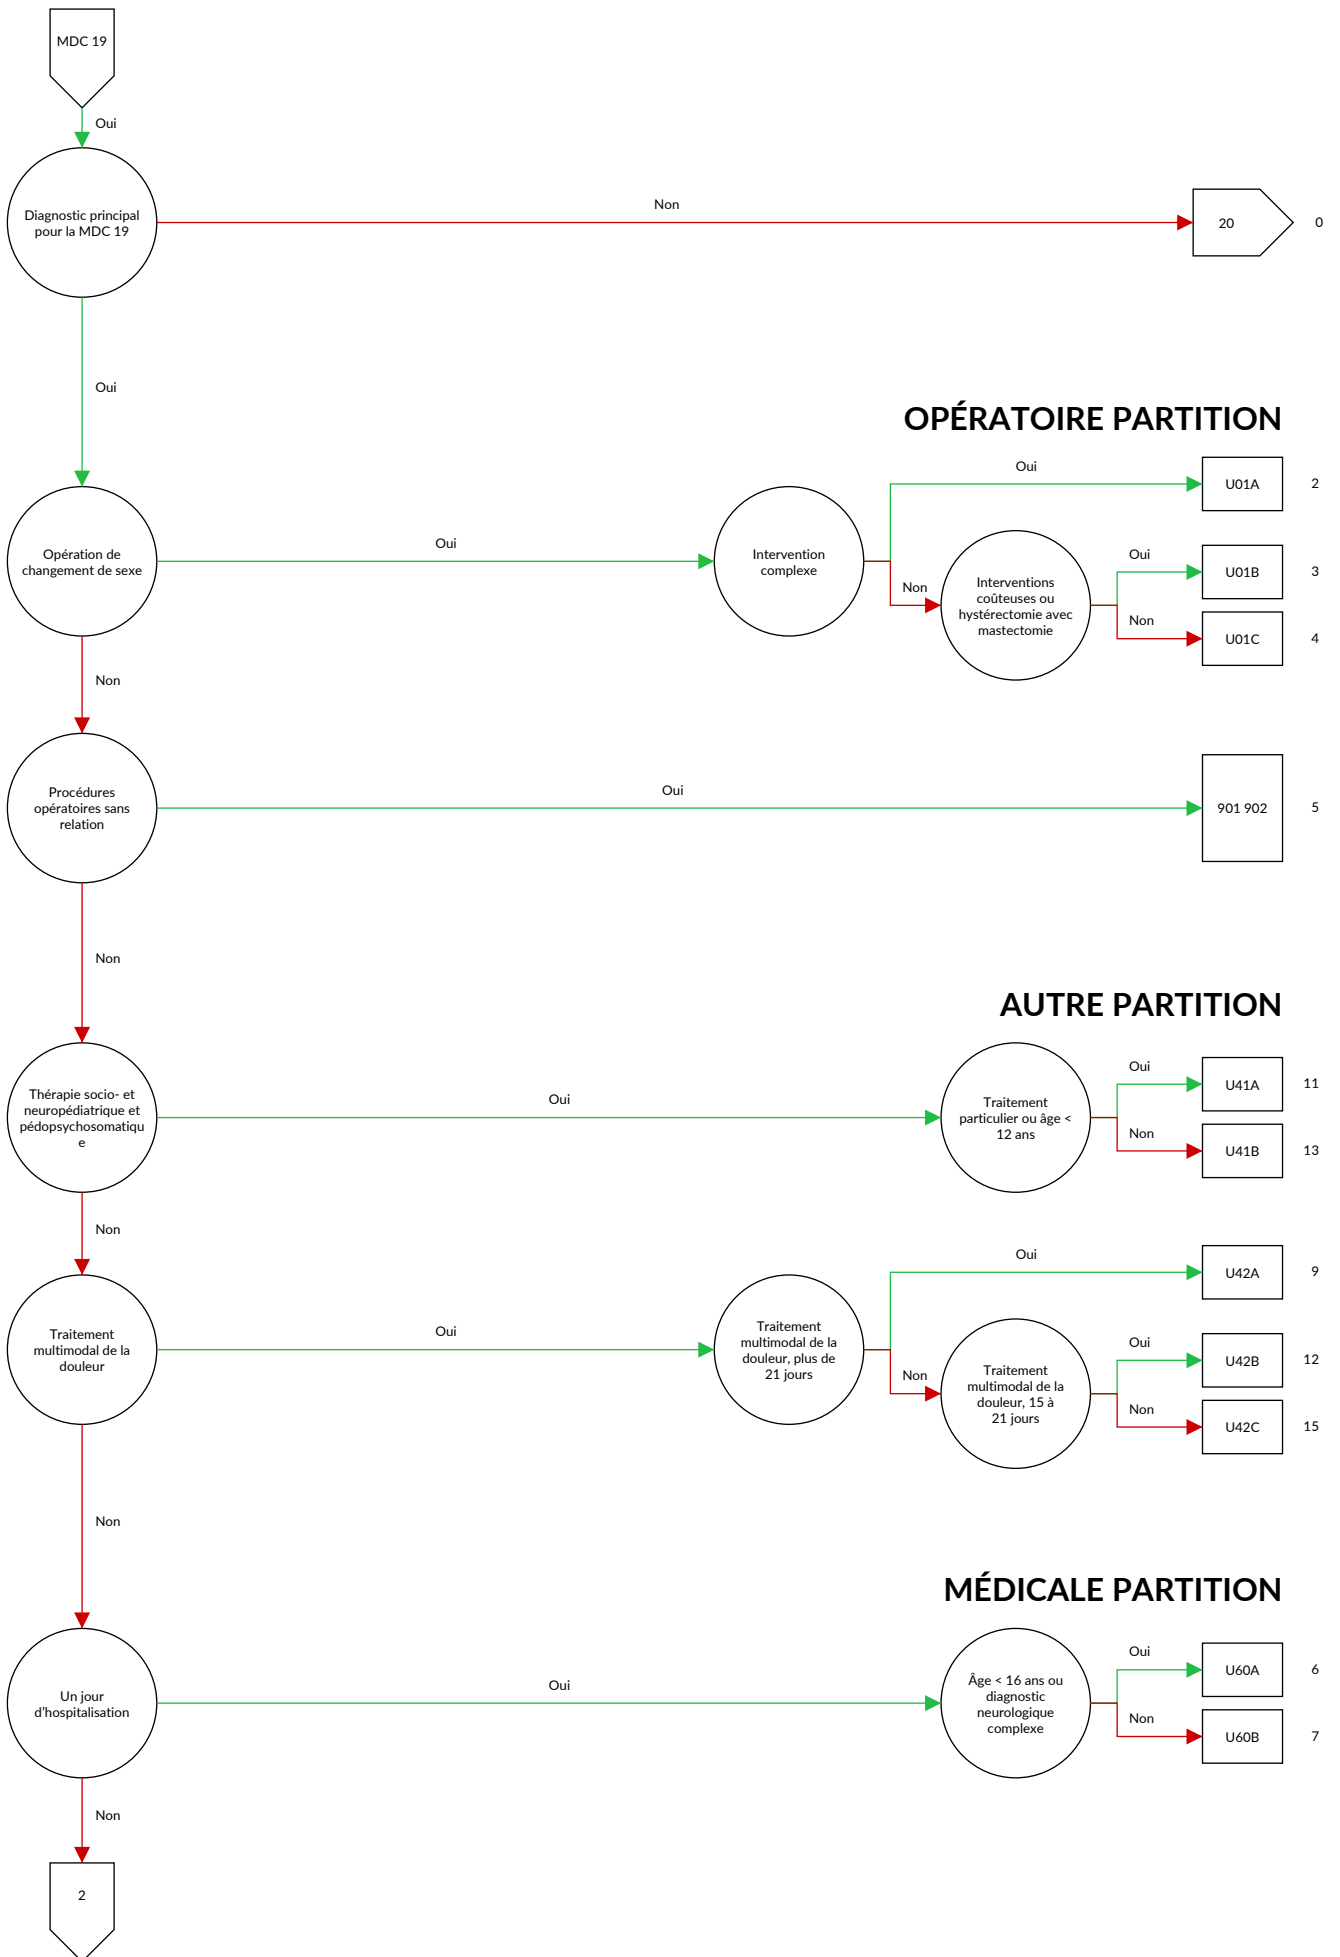 MDC 19
Oui
Diagnostic principal
pour la MDC 19
Non
20
0
Oui
OPÉRATOIRE PARTITION
Opération de
changement de sexe
Oui
Intervention
complexe
Oui
U01A
2
Non
Interventions
coûteuses ou
hystérectomie avec
mastectomie
Oui
U01B
3
Non
U01C
4
Non
Procédures
opératoires sans
relation
Oui
901 902
5
Non
AUTRE PARTITION
Thérapie socio- et
neuropédiatrique et
pédopsychosomatiqu
e
Oui
Traitement
particulier ou âge <
12 ans
Oui
U41A
11
Non
U41B
13
Non
Traitement
multimodal de la
douleur
Oui
Traitement
multimodal de la
douleur, plus de
21 jours
Oui
U42A
9
Non
Traitement
multimodal de la
douleur, 15 à
21 jours
Oui
U42B
12
Non
U42C
15
Non
MÉDICALE PARTITION
Un jour
d'hospitalisation
Oui
Âge < 16 ans ou
diagnostic
neurologique
complexe
Oui
U60A
6
Non
U60B
7
Non
2